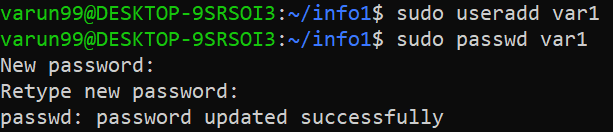 varun99@DESKTOP-9SRSOI3:~/info1$ sudo useradd var1
varun99@DESKTOP-9SRSOI3:~/info1$ sudo passwd var1
New password:
Retype new password:
passwd: password updated successfully